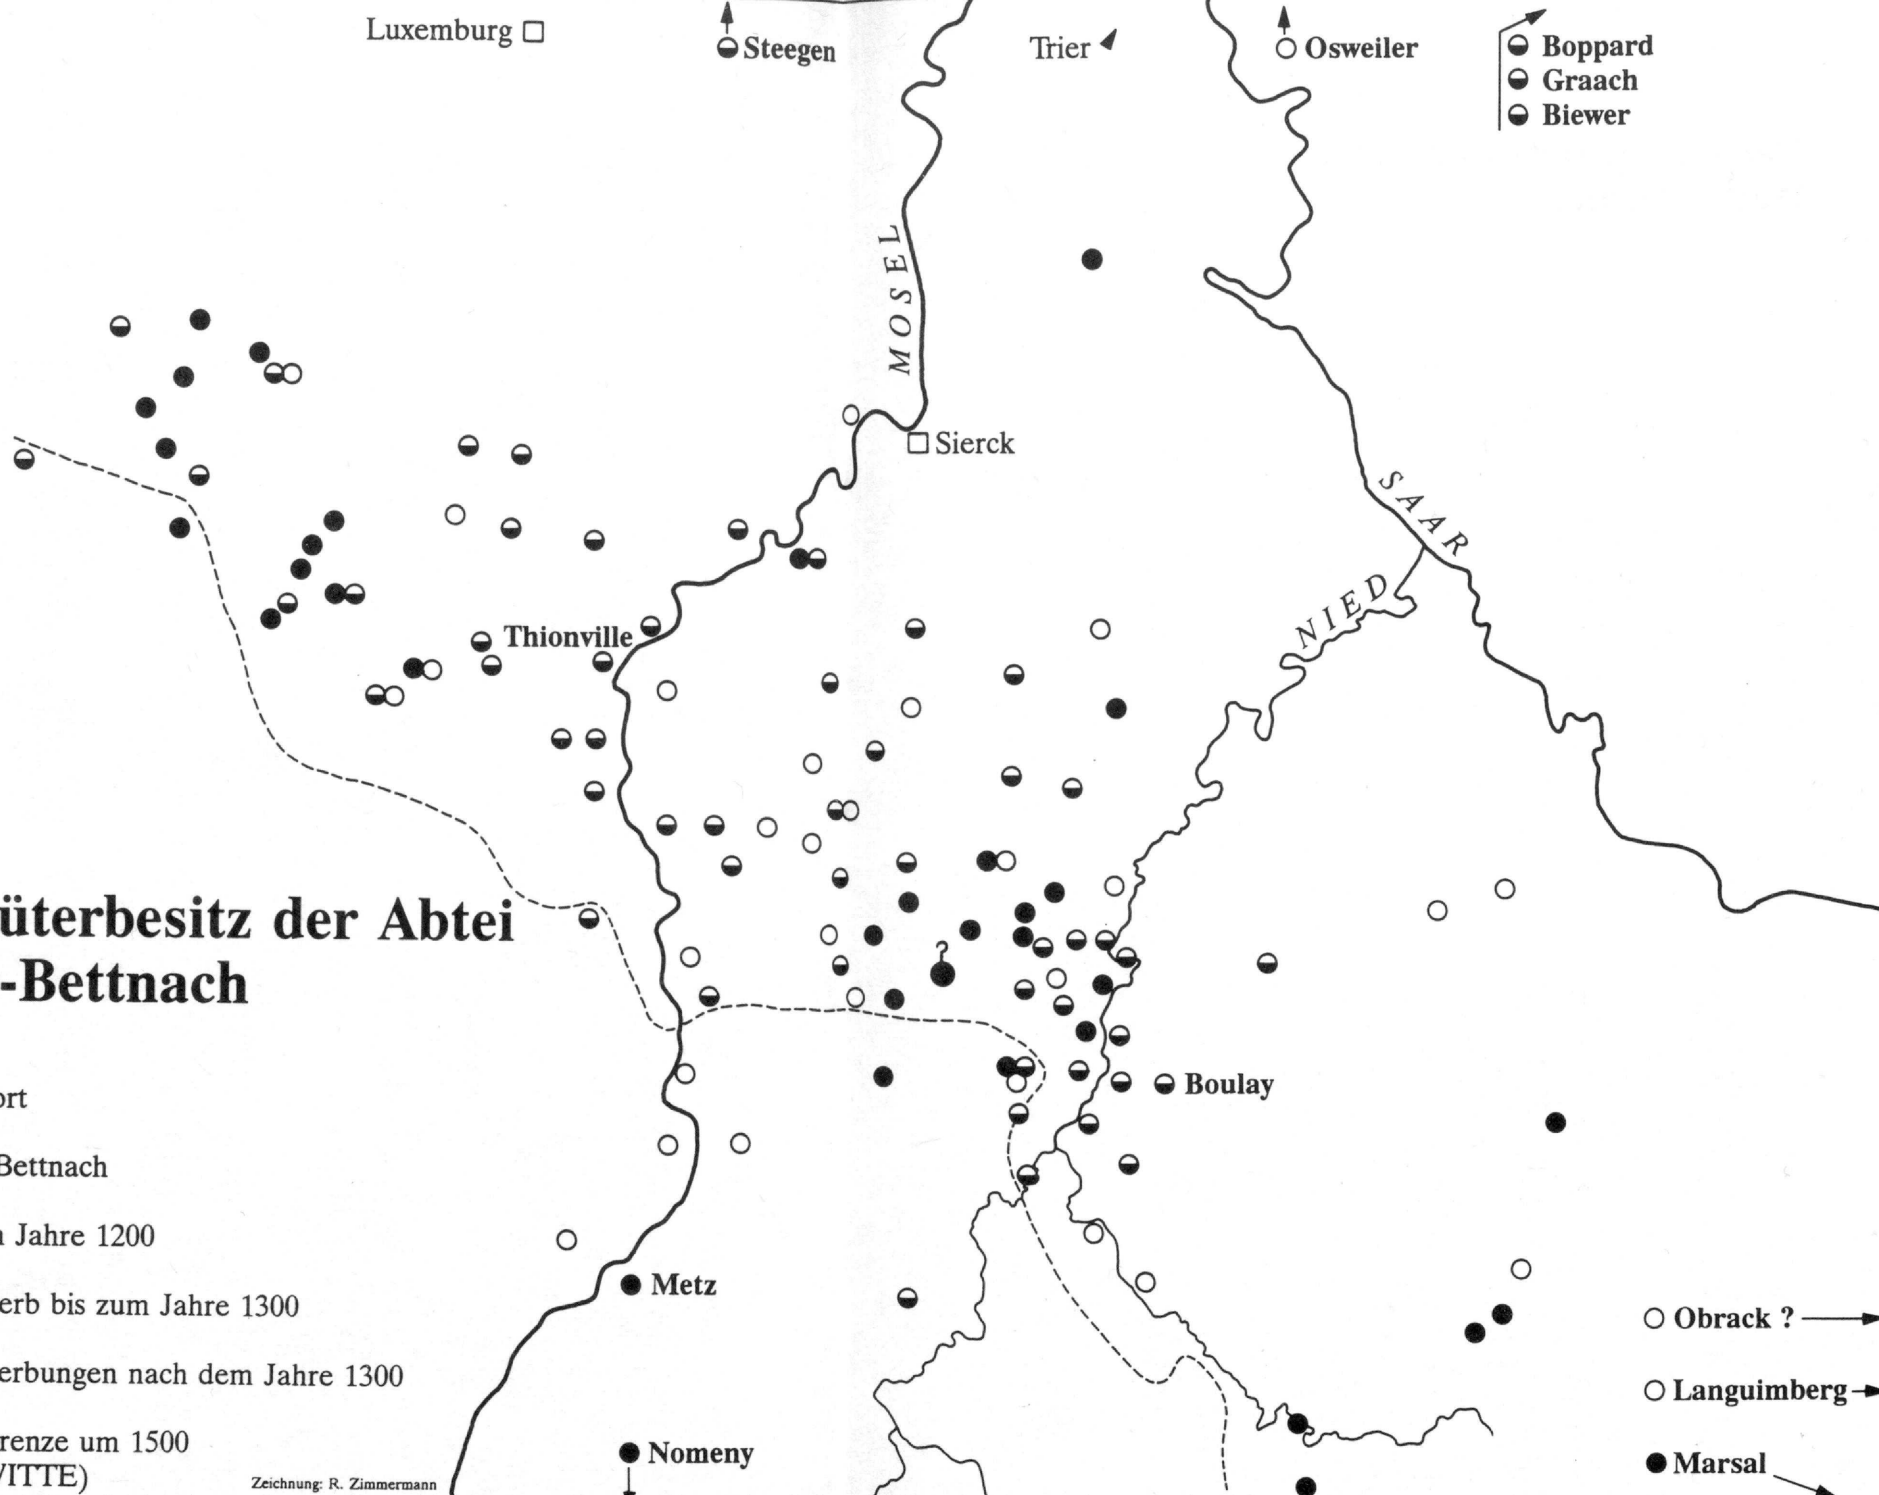 Luxemburg
Steegen
Trier
Osweiler
Boppard
Graach
Biewer
MOSEL
Sierck
SAAR
NIED
Thionville
üterbesitz der Abtei
-Bettnach
?
ort
Bettnach
Jahre 1200
erb bis zum Jahre 1300
erbungen nach dem Jahre 1300
renze um 1500
ITTE)
Zeichnung: R. Zimmermann
Boulay
Metz
Nomeny
Obrack ?
Languimberg
Marsal